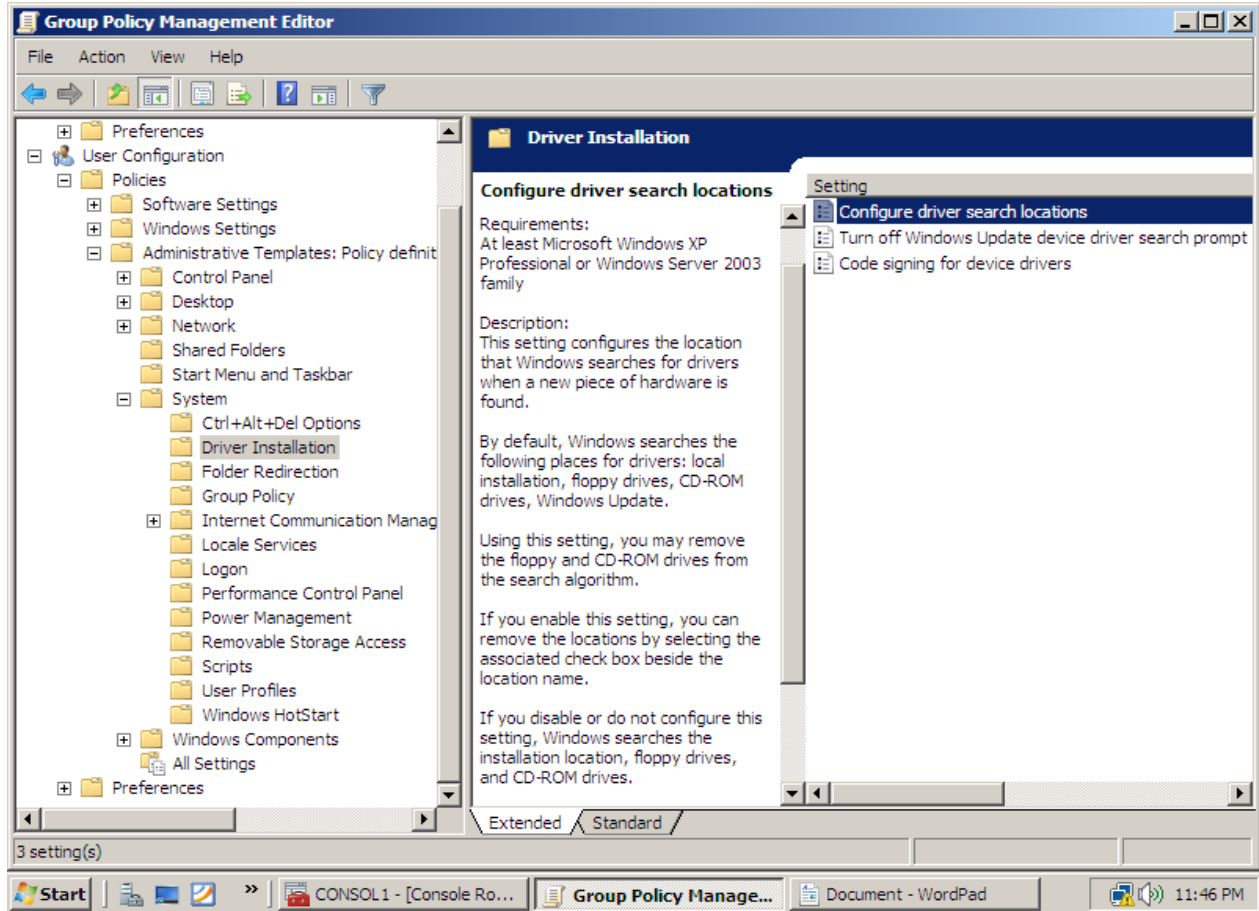 Group Policy Management Editor
File Action View Help
Preferences
User Configuration
Policies
Software Settings
Windows Settings
Administrative Templates: Policy definit
Control Panel
Desktop
Network
Shared Folders
Start Menu and Taskbar
System
Ctrl+Alt+Del Options
Driver Installation
Folder Redirection
Group Policy
Internet Communication Manag
Locale Services
Logon
Performance Control Panel
Power Management
Removable Storage Access
Scripts
User Profiles
Windows HotStart
Windows Components
All Settings
Preferences
Driver Installation
Configure driver search locations
Requirements:
At least Microsoft Windows XP
Professional or Windows Server 2003
family
Description:
This setting configures the location
that Windows searches for drivers
when a new piece of hardware is
found.
By default, Windows searches the
following places for drivers: local
installation, floppy drives, CD-ROM
drives, Windows Update.
Using this setting, you may remove
the floppy and CD-ROM drives from
the search algorithm.
If you enable this setting, you can
remove the locations by selecting the
associated check box beside the
location name.
If you disable or do not configure this
setting, Windows searches the
installation location, floppy drives,
and CD-ROM drives.
Setting
Configure driver search locations
Turn off Windows Update device driver search prompt
Code signing for device drivers
Extended Standard
3 setting(s)
Start » CONSOL1 - [Console Ro... Group Policy Manage... Document - WordPad 11:46 PM